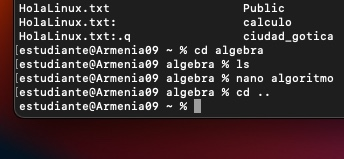 HolaLinux.txt Public
HolaLinux.txt: calculo
HolaLinux.txt:.q ciudad_gotica
[estudiante@Armenia09 ~ % cd algebra
[estudiante@Armenia09 algebra % ls
[estudiante@Armenia09 algebra % nano algoritmo
[estudiante@Armenia09 algebra % cd ..
estudiante@Armenia09 ~ %